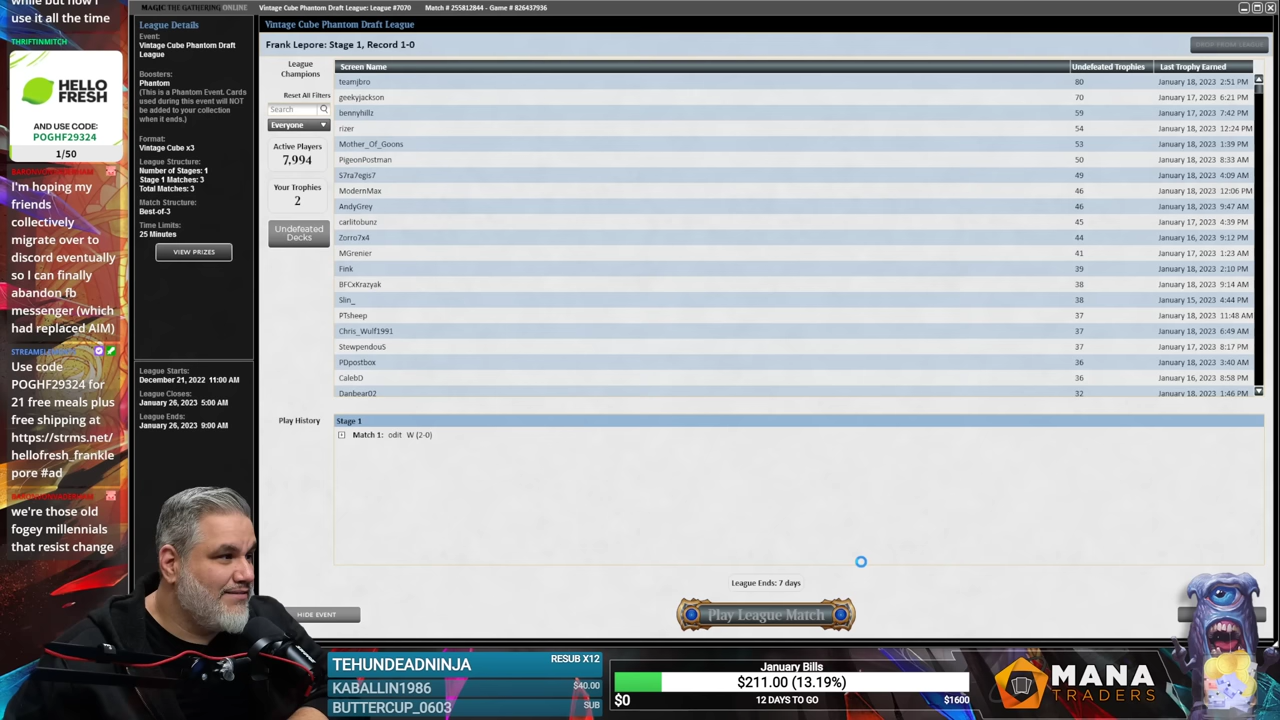 while but now I
use it all the time
THRIFTINMITCH
HELLO
FRESH
AND USE CODE:
POGHF29324
1/50
I'm hoping my
friends
collectively
migrate over to
discord eventually
so I can finally
abandon fb
messenger (which
had replaced AIM)
Use code
POGHF29324 for
21 free meals plus
free shipping at
https://strms.net/
hellofresh_frankle
pore #ad
we're those old
fogey millennials
that resist change
MAGIC THE GATHERING ONLINE
Vintage Cube Phantom Draft League: League #7070
Match # 255812844 - Game # 826437936
League Details
Event:
Vintage Cube Phantom Draft
League
Boosters:
Phantom
(This is a Phantom Event. Cards
used during this event will NOT
be added to your collection
when it ends.)
Format:
Vintage Cube x3
League Structure:
Number of Stages: 1
Stage 1 Matches: 3
Total Matches: 3
Match Structure:
Best-of-3
Time Limits:
25 Minutes
VIEW PRIZES
League Starts:
December 21, 2022 11:00 AM
League Closes:
January 26, 2023 5:00 AM
League Ends:
January 26, 2023 9:00 AM
Vintage Cube Phantom Draft League
Frank Lepore: Stage 1, Record 1-0
DROP FROM LEAGUE
League
Champions
Reset All Filters
Search
Everyone
Active Players
7,994
Your Trophies
2
Undefeated
Decks
Screen Name Undefeated Trophies Last Trophy Earned
teamjbro 80 January 18, 2023 2:51 PM
geekyjackson 70 January 17, 2023 6:21 PM
bennyhillz 59 January 17, 2023 7:42 PM
rizer 54 January 18, 2023 12:24 PM
Mother_Of_Goons 53 January 18, 2023 1:39 PM
PigeonPostman 50 January 18, 2023 8:33 AM
S7ra7egis7 49 January 18, 2023 4:09 AM
ModernMax 46 January 18, 2023 12:06 PM
AndyGrey 46 January 18, 2023 9:47 AM
carlitobunz 45 January 17, 2023 4:39 PM
Zorro7x4 44 January 16, 2023 9:12 PM
MGrenier 41 January 17, 2023 1:23 AM
Fink 39 January 18, 2023 2:10 PM
BFCxKrazyak 38 January 18, 2023 9:14 AM
Slin_ 38 January 15, 2023 4:44 PM
PTsheep 37 January 18, 2023 11:48 AM
Chris_Wulf1991 37 January 18, 2023 6:49 AM
StewpendouS 37 January 17, 2023 8:17 PM
PDpostbox 36 January 18, 2023 3:40 AM
CalebD 36 January 16, 2023 8:58 PM
Danbear02 32 January 18, 2023 1:46 PM
Play History
Stage 1
Match 1: odit W (2-0)
League Ends: 7 days
HIDE EVENT
Play League Match
TEHUNDEADNINJA RESUB X12
KABALLIN1986 $40.00
BUTTERCUP_0603 SUB
January Bills
$211.00 (13.19%)
$0 12 DAYS TO GO $1600
MANA
TRADERS